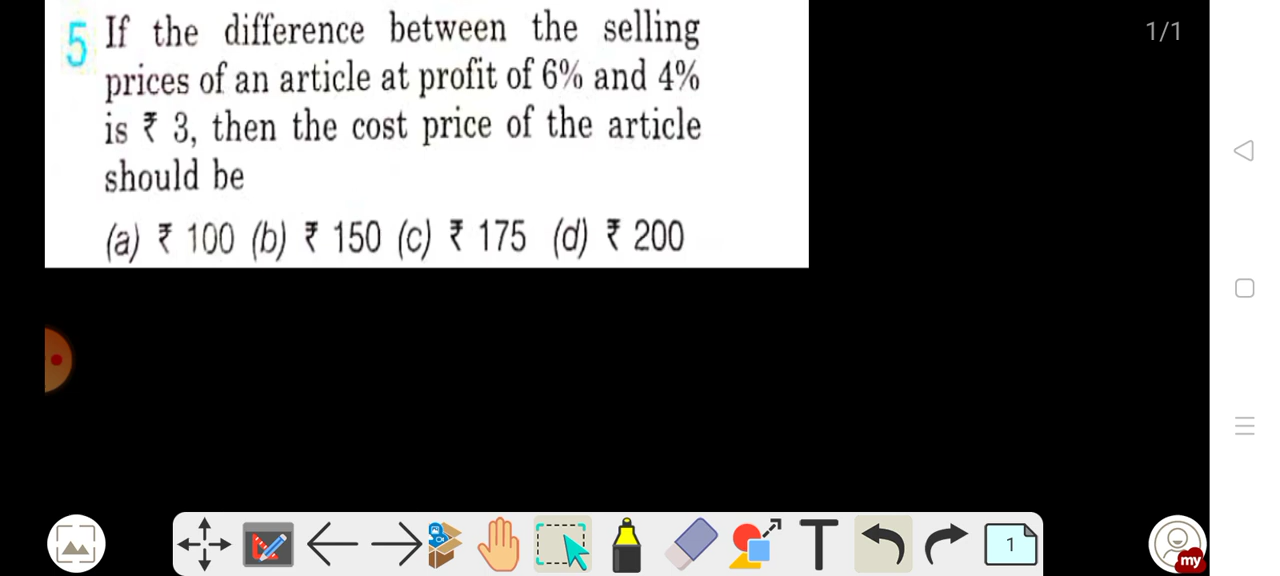 1/1
5 If the difference between the selling
prices of an article at profit of 6% and 4%
is ₹ 3, then the cost price of the article
should be
(a) ₹ 100 (b) ₹ 150 (c) ₹ 175 (d) ₹ 200
T
1
my